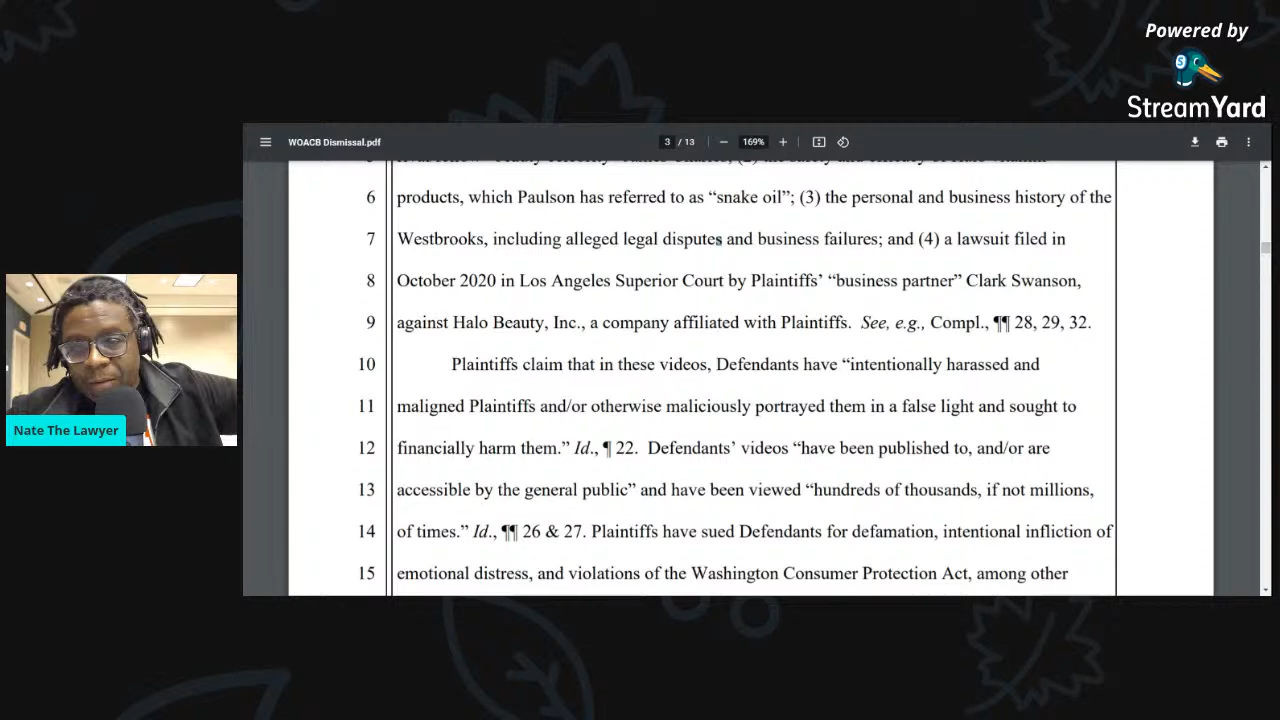 Powered by
StreamYard
WOACB Dismissal.pdf
3 / 13
169%
6 products, which Paulson has referred to as “snake oil”; (3) the personal and business history of the
7 Westbrooks, including alleged legal disputes and business failures; and (4) a lawsuit filed in
8 October 2020 in Los Angeles Superior Court by Plaintiffs’ “business partner” Clark Swanson,
9 against Halo Beauty, Inc., a company affiliated with Plaintiffs. See, e.g., Compl., ¶¶ 28, 29, 32.
10 Plaintiffs claim that in these videos, Defendants have “intentionally harassed and
11 maligned Plaintiffs and/or otherwise maliciously portrayed them in a false light and sought to
12 financially harm them.” Id., ¶ 22. Defendants’ videos “have been published to, and/or are
13 accessible by the general public” and have been viewed “hundreds of thousands, if not millions,
14 of times.” Id., ¶¶ 26 & 27. Plaintiffs have sued Defendants for defamation, intentional infliction of
15 emotional distress, and violations of the Washington Consumer Protection Act, among other
Nate The Lawyer